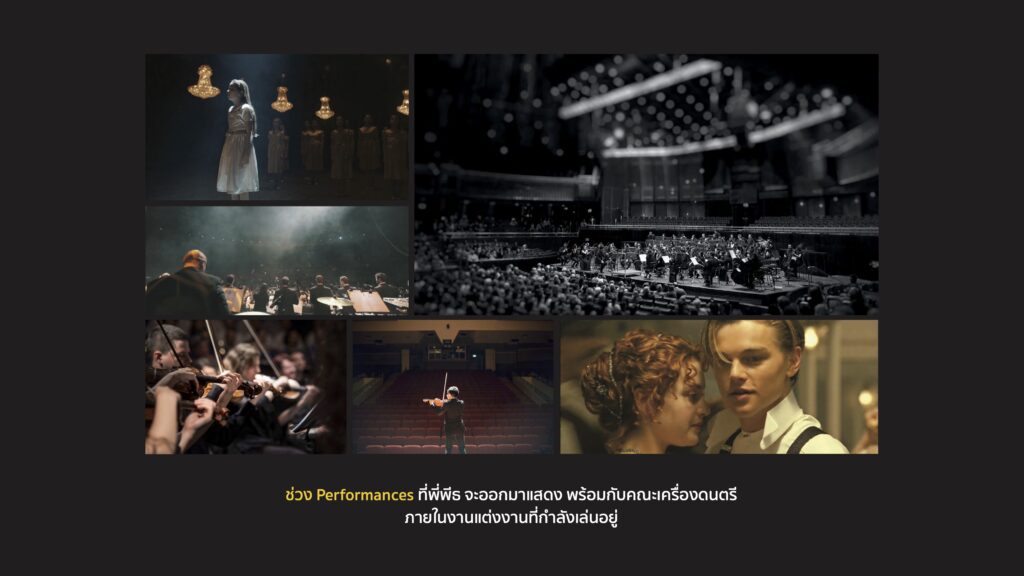 ช่วง Performances ที่พี่พีธ จะออกมาแสดง พร้อมกับคณะเครื่องดนตรี
ภายในงานแต่งงานที่กำลังเล่นอยู่